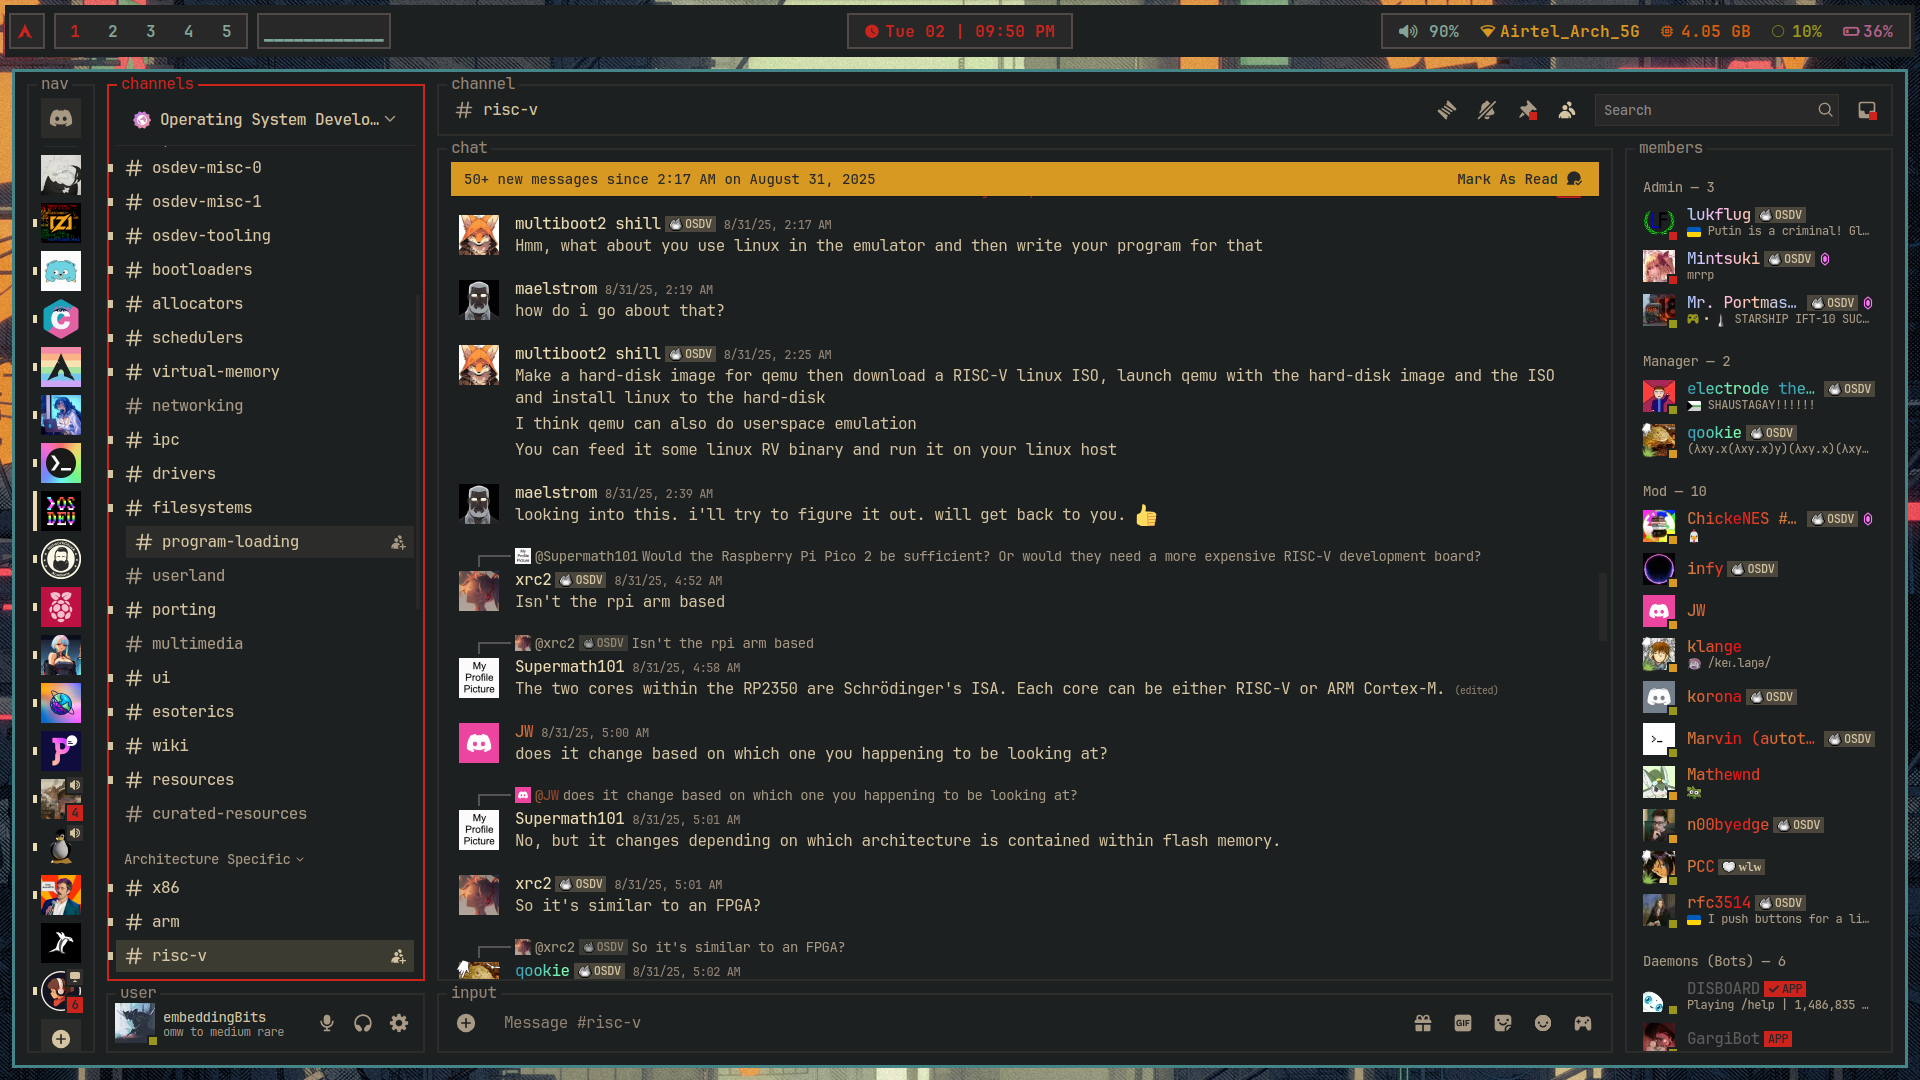 1 2 3 4 5
Tue 02 | 09:50 PM
90% Airtel_Arch_5G 4.05 GB 10% 36%
nav
channels
Operating System Develo…
# osdev-misc-0
# osdev-misc-1
# osdev-tooling
# bootloaders
# allocators
# schedulers
# virtual-memory
# networking
# ipc
# drivers
# filesystems
# program-loading
# userland
# porting
# multimedia
# ui
# esoterics
# wiki
# resources
# curated-resources
Architecture Specific
# x86
# arm
# risc-v
>OS
DEV
4
6
user
embeddingBits
omw to medium rare
channel
# risc-v
Search
chat
50+ new messages since 2:17 AM on August 31, 2025 Mark As Read
multiboot2 shill OSDV 8/31/25, 2:17 AM
Hmm, what about you use linux in the emulator and then write your program for that
maelstrom 8/31/25, 2:19 AM
how do i go about that?
multiboot2 shill OSDV 8/31/25, 2:25 AM
Make a hard-disk image for qemu then download a RISC-V linux ISO, launch qemu with the hard-disk image and the ISO
and install linux to the hard-disk
I think qemu can also do userspace emulation
You can feed it some linux RV binary and run it on your linux host
maelstrom 8/31/25, 2:39 AM
looking into this. i'll try to figure it out. will get back to you. 👍
@Supermath101 Would the Raspberry Pi Pico 2 be sufficient? Or would they need a more expensive RISC-V development board?
xrc2 OSDV 8/31/25, 4:52 AM
Isn't the rpi arm based
@xrc2 OSDV Isn't the rpi arm based
My
Profile
Picture
Supermath101 8/31/25, 4:58 AM
The two cores within the RP2350 are Schrödinger's ISA. Each core can be either RISC-V or ARM Cortex-M. (edited)
JW 8/31/25, 5:00 AM
does it change based on which one you happening to be looking at?
@JW does it change based on which one you happening to be looking at?
My
Profile
Picture
Supermath101 8/31/25, 5:01 AM
No, but it changes depending on which architecture is contained within flash memory.
xrc2 OSDV 8/31/25, 5:01 AM
So it's similar to an FPGA?
@xrc2 OSDV So it's similar to an FPGA?
qookie OSDV 8/31/25, 5:02 AM
input
Message #risc-v
GIF
members
Admin — 3
lukflug OSDV
Putin is a criminal! Gl…
Mintsuki OSDV
mrrp
Mr. Portmas… OSDV
• STARSHIP IFT-10 SUC…
Manager — 2
electrode the… OSDV
SHAUSTAGAY!!!!!!
qookie OSDV
(λxy.x(λxy.x)y)(λxy.x)(λxy…
Mod — 10
ChickeNES #… OSDV
infy OSDV
JW
klange
/keɪ.laŋə/
korona OSDV
Marvin (autot… OSDV
Mathewnd
n00byedge OSDV
PCC wlw
rfc3514 OSDV
I push buttons for a li…
Daemons (Bots) — 6
DISBOARD APP
Playing /help | 1,486,835 …
GargiBot APP